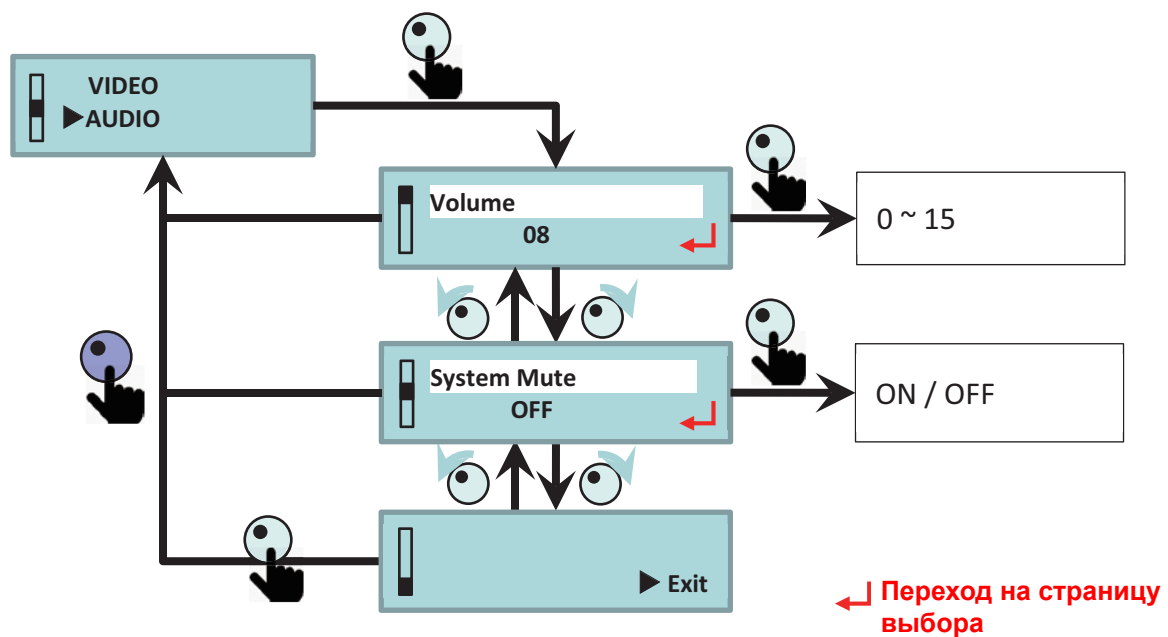 VIDEO
▶AUDIO
Volume
08
0 ~ 15
System Mute
OFF
ON / OFF
▶ Exit
Переход на страницу
выбора